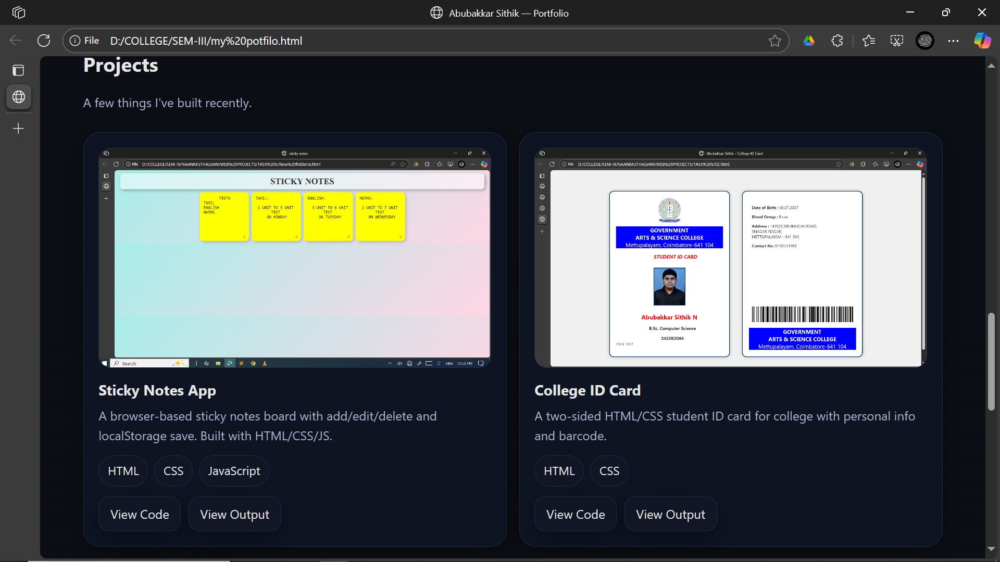 Abubakkar Sithik — Portfolio
File D:/COLLEGE/SEM-III/my%20potfilo.html
Projects
A few things I've built recently.
sticky notes
File D:/COLLEGE/SEM-III/NAANMUTHALVAN/WEB%20PROJECTS/TASK%205/New%20folder/a.html
STICKY NOTES
TESTS
TAMIL
ENGLISH
MATHS
TAMIL:
1 UNIT TO 5 UNIT
TEST
ON MONDAY
ENGLISH:
3 UNIT TO 6 UNIT
TEST
ON TUESDAY
MATHS:
2 UNIT TO 7 UNIT
TEST
ON WEDNESDAY
Search
ENG 12:53 PM
Abubakkar Sithik - College ID Card
File D:/COLLEGE/SEM-III/NAANMUTHALVAN/WEB%20PROJECTS/TASK%205/02.html
GOVERNMENT
ARTS & SCIENCE COLLEGE
Mettupalayam, Coimbatore-641 104
STUDENT ID CARD
Abubakkar Sithik N
B.Sc. Computer Science
2422K2064
2024-2027
Date of Birth : 06.07.2007
Blood Group : B+ve
Address : 147E2E,SIRUMUGAI ROAD,
SNAGAR NAGAR,
METTUPALAYAM - 641 301.
Contact No :9150531983
GOVERNMENT
ARTS & SCIENCE COLLEGE
Mettupalayam, Coimbatore-641 104
Sticky Notes App
A browser-based sticky notes board with add/edit/delete and
localStorage save. Built with HTML/CSS/JS.
HTML CSS JavaScript
View Code View Output
College ID Card
A two-sided HTML/CSS student ID card for college with personal info
and barcode.
HTML CSS
View Code View Output